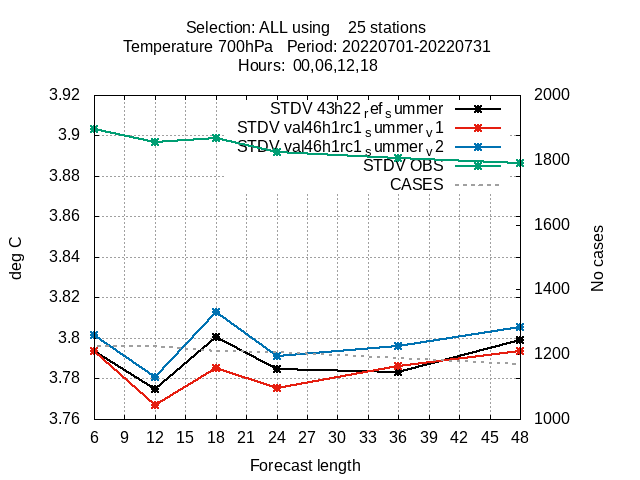 Selection: ALL using    25 stations
Temperature 700hPa   Period: 20220701-20220731
Hours: 00,06,12,18
3.92
3.9
3.88
3.86
3.84
3.82
3.8
3.78
3.76
deg C
STDV 43h22refsummer
STDV val46h1rc1summerv1
STDV val46h1rc1summerv2
STDV OBS
CASES
2000
1800
1600
1400
1200
1000
No cases
6 9 12 15 18 21 24 27 30 33 36 39 42 45 48
Forecast length